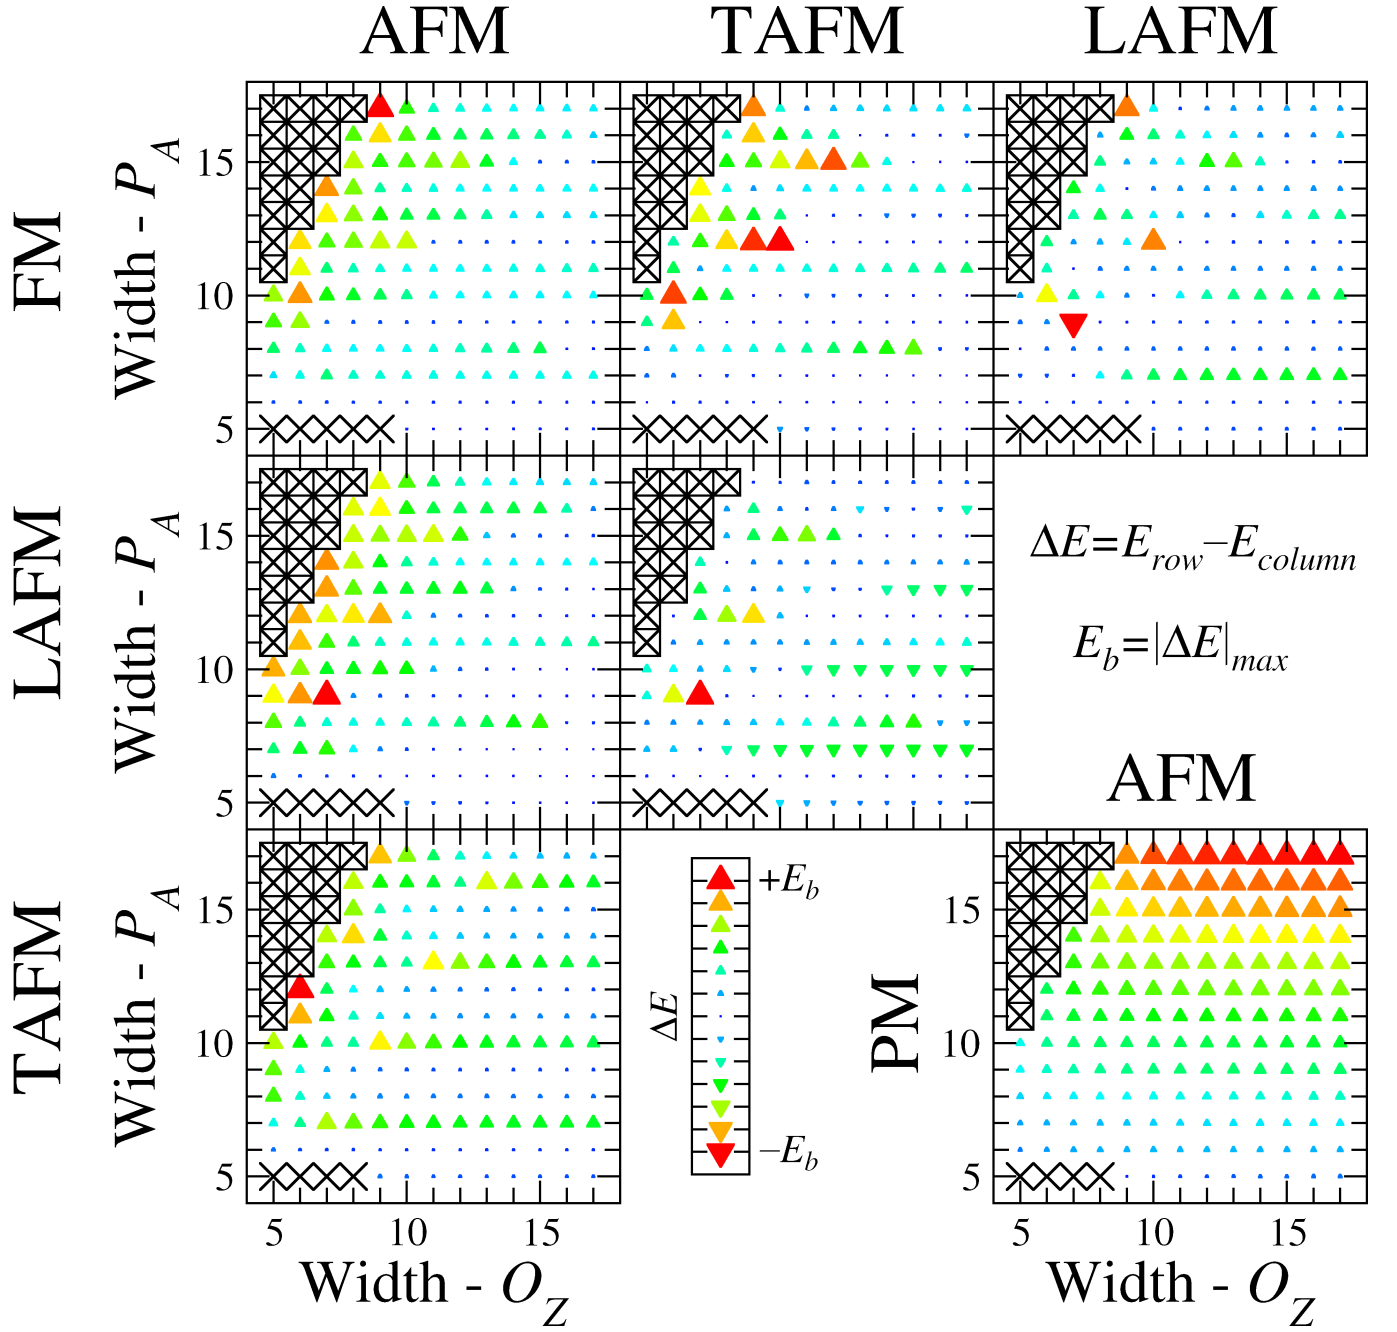 AFM TAFM LAFM
FM
Width - P_A
15
10
5
LAFM
Width - P_A
15
10
5
ΔE=E_row–E_column
E_b=|ΔE|_max
AFM
TAFM
Width - P_A
15
10
5
5 10 15
Width - O_Z
ΔE
+E_b
–E_b
PM
15
10
5
5 10 15
Width - O_Z